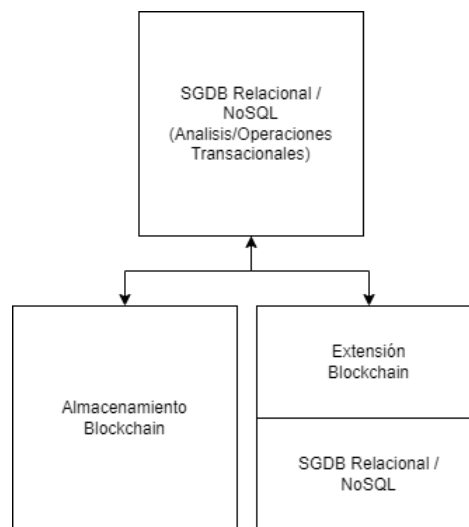 SGDB Relacional /
NoSQL
(Analisis/Operaciones
Transacionales)
Almacenamiento
Blockchain
Extensión
Blockchain
SGDB Relacional /
NoSQL